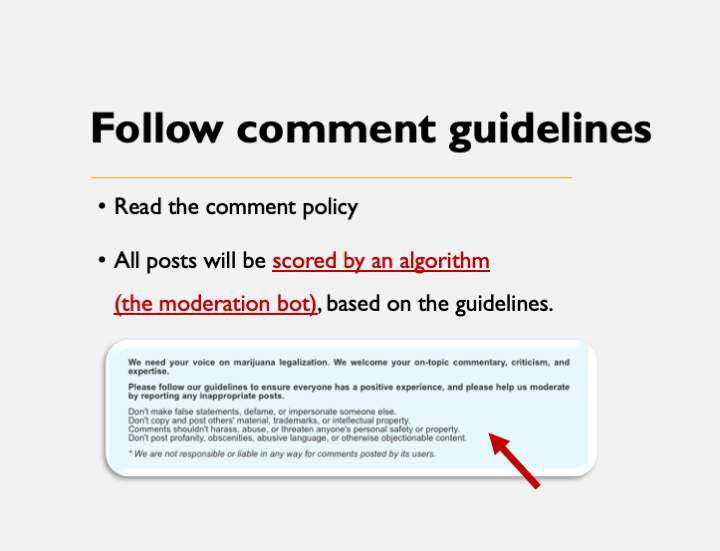 Follow comment guidelines
• Read the comment policy
• All posts will be scored by an algorithm
(the moderation bot), based on the guidelines.
We need your voice on marijuana legalization. We welcome your on-topic commentary, criticism, and
expertise.
Please follow our guidelines to ensure everyone has a positive experience, and please help us moderate
by reporting any inappropriate posts.
Don't make false statements, defame, or impersonate someone else.
Don't copy and post others' material, trademarks, or intellectual property.
Comments shouldn't harass, abuse, or threaten anyone's personal safety or property.
Don't post profanity, obscenities, abusive language, or otherwise objectionable content.
* We are not responsible or liable in any way for comments posted by its users.